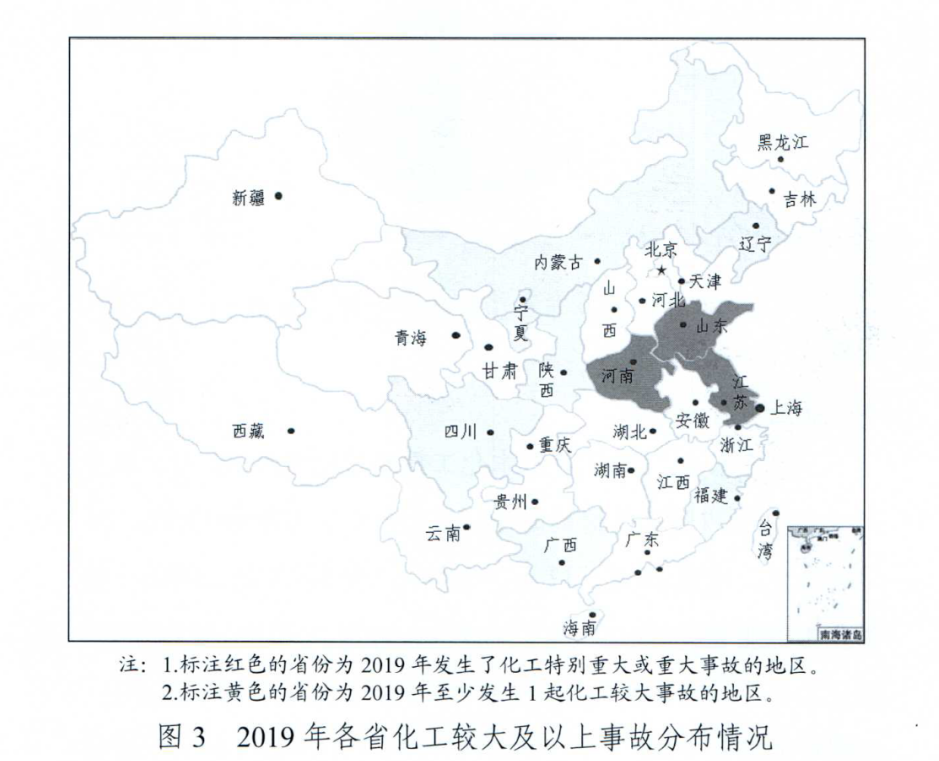 黑龙江
新疆
吉林
辽宁
北京
内蒙古
天津
山西
河北
宁夏
山东
青海
甘肃
陕西
河南
江苏
上海
安徽
西藏
四川
重庆
湖北
浙江
湖南
江西
福建
贵州
云南
广西
广东
台湾
海南
南海诸岛
注：1.标注红色的省份为 2019 年发生了化工特别重大或重大事故的地区。
2.标注黄色的省份为 2019 年至少发生 1 起化工较大事故的地区。
图 3 2019 年各省化工较大及以上事故分布情况